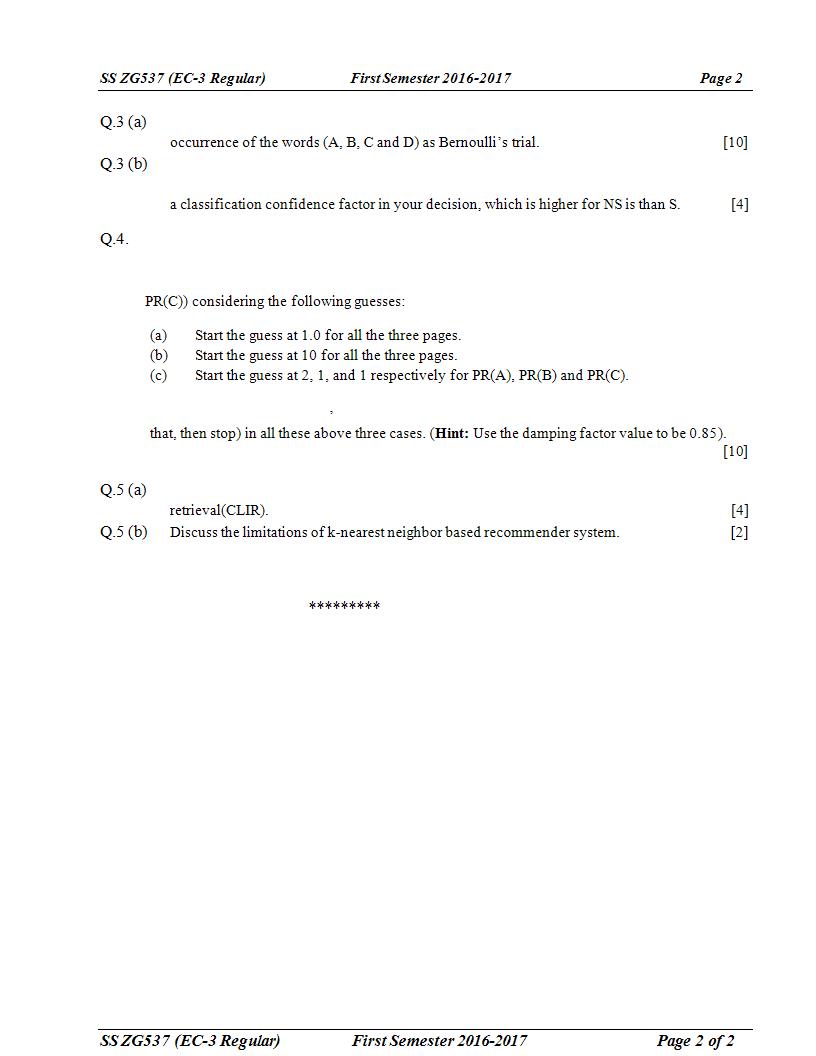 SS ZG537 (EC-3 Regular) First Semester 2016-2017 Page 2
Q.3 (a)
occurrence of the words (A, B, C and D) as Bernoulli's trial. [10]
Q.3 (b)
a classification confidence factor in your decision, which is higher for NS is than S. [4]
Q.4.
PR(C)) considering the following guesses:
(a) Start the guess at 1.0 for all the three pages.
(b) Start the guess at 10 for all the three pages.
(c) Start the guess at 2, 1, and 1 respectively for PR(A), PR(B) and PR(C).
,
that, then stop) in all these above three cases. (Hint: Use the damping factor value to be 0.85).
[10]
Q.5 (a)
retrieval(CLIR). [4]
Q.5 (b) Discuss the limitations of k-nearest neighbor based recommender system. [2]
*********
SS ZG537 (EC-3 Regular) First Semester 2016-2017 Page 2 of 2